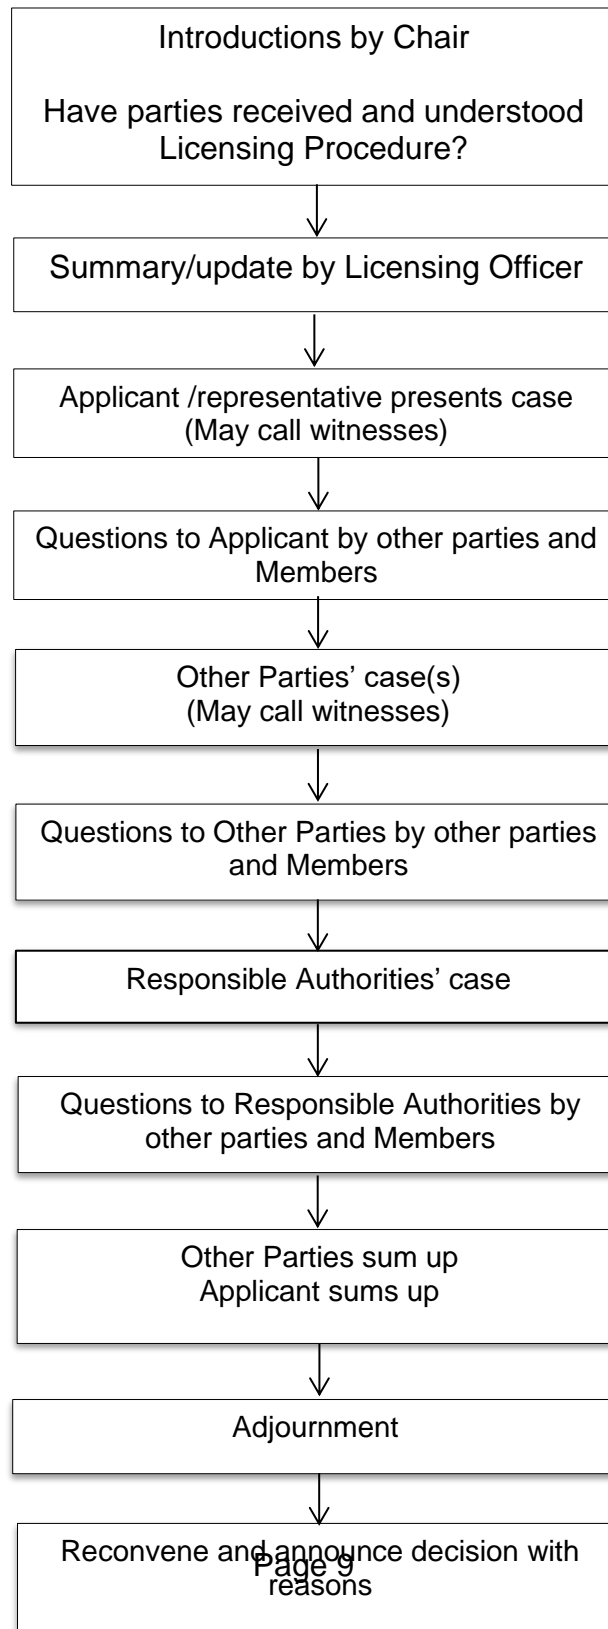 Introductions by Chair
Have parties received and understood
Licensing Procedure?
Summary/update by Licensing Officer
Applicant /representative presents case
(May call witnesses)
Questions to Applicant by other parties and
Members
Other Parties’ case(s)
(May call witnesses)
Questions to Other Parties by other parties
and Members
Responsible Authorities’ case
Questions to Responsible Authorities by
other parties and Members
Other Parties sum up
Applicant sums up
Adjournment
Reconvene and announce decision with
Page 9
reasons